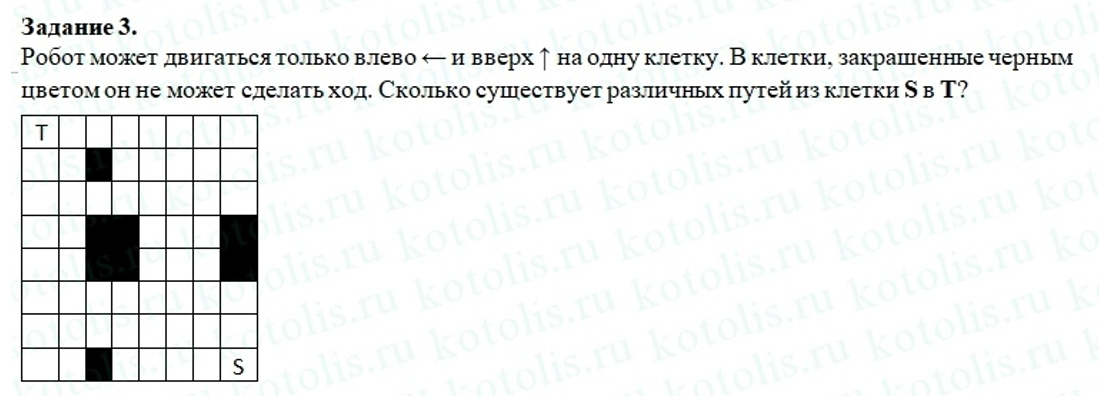 Задание 3.
Робот может двигаться только влево ← и вверх ↑ на одну клетку. В клетки, закрашенные черным
цветом он не может сделать ход. Сколько существует различных путей из клетки S в T?
T
S
kotolis.ru